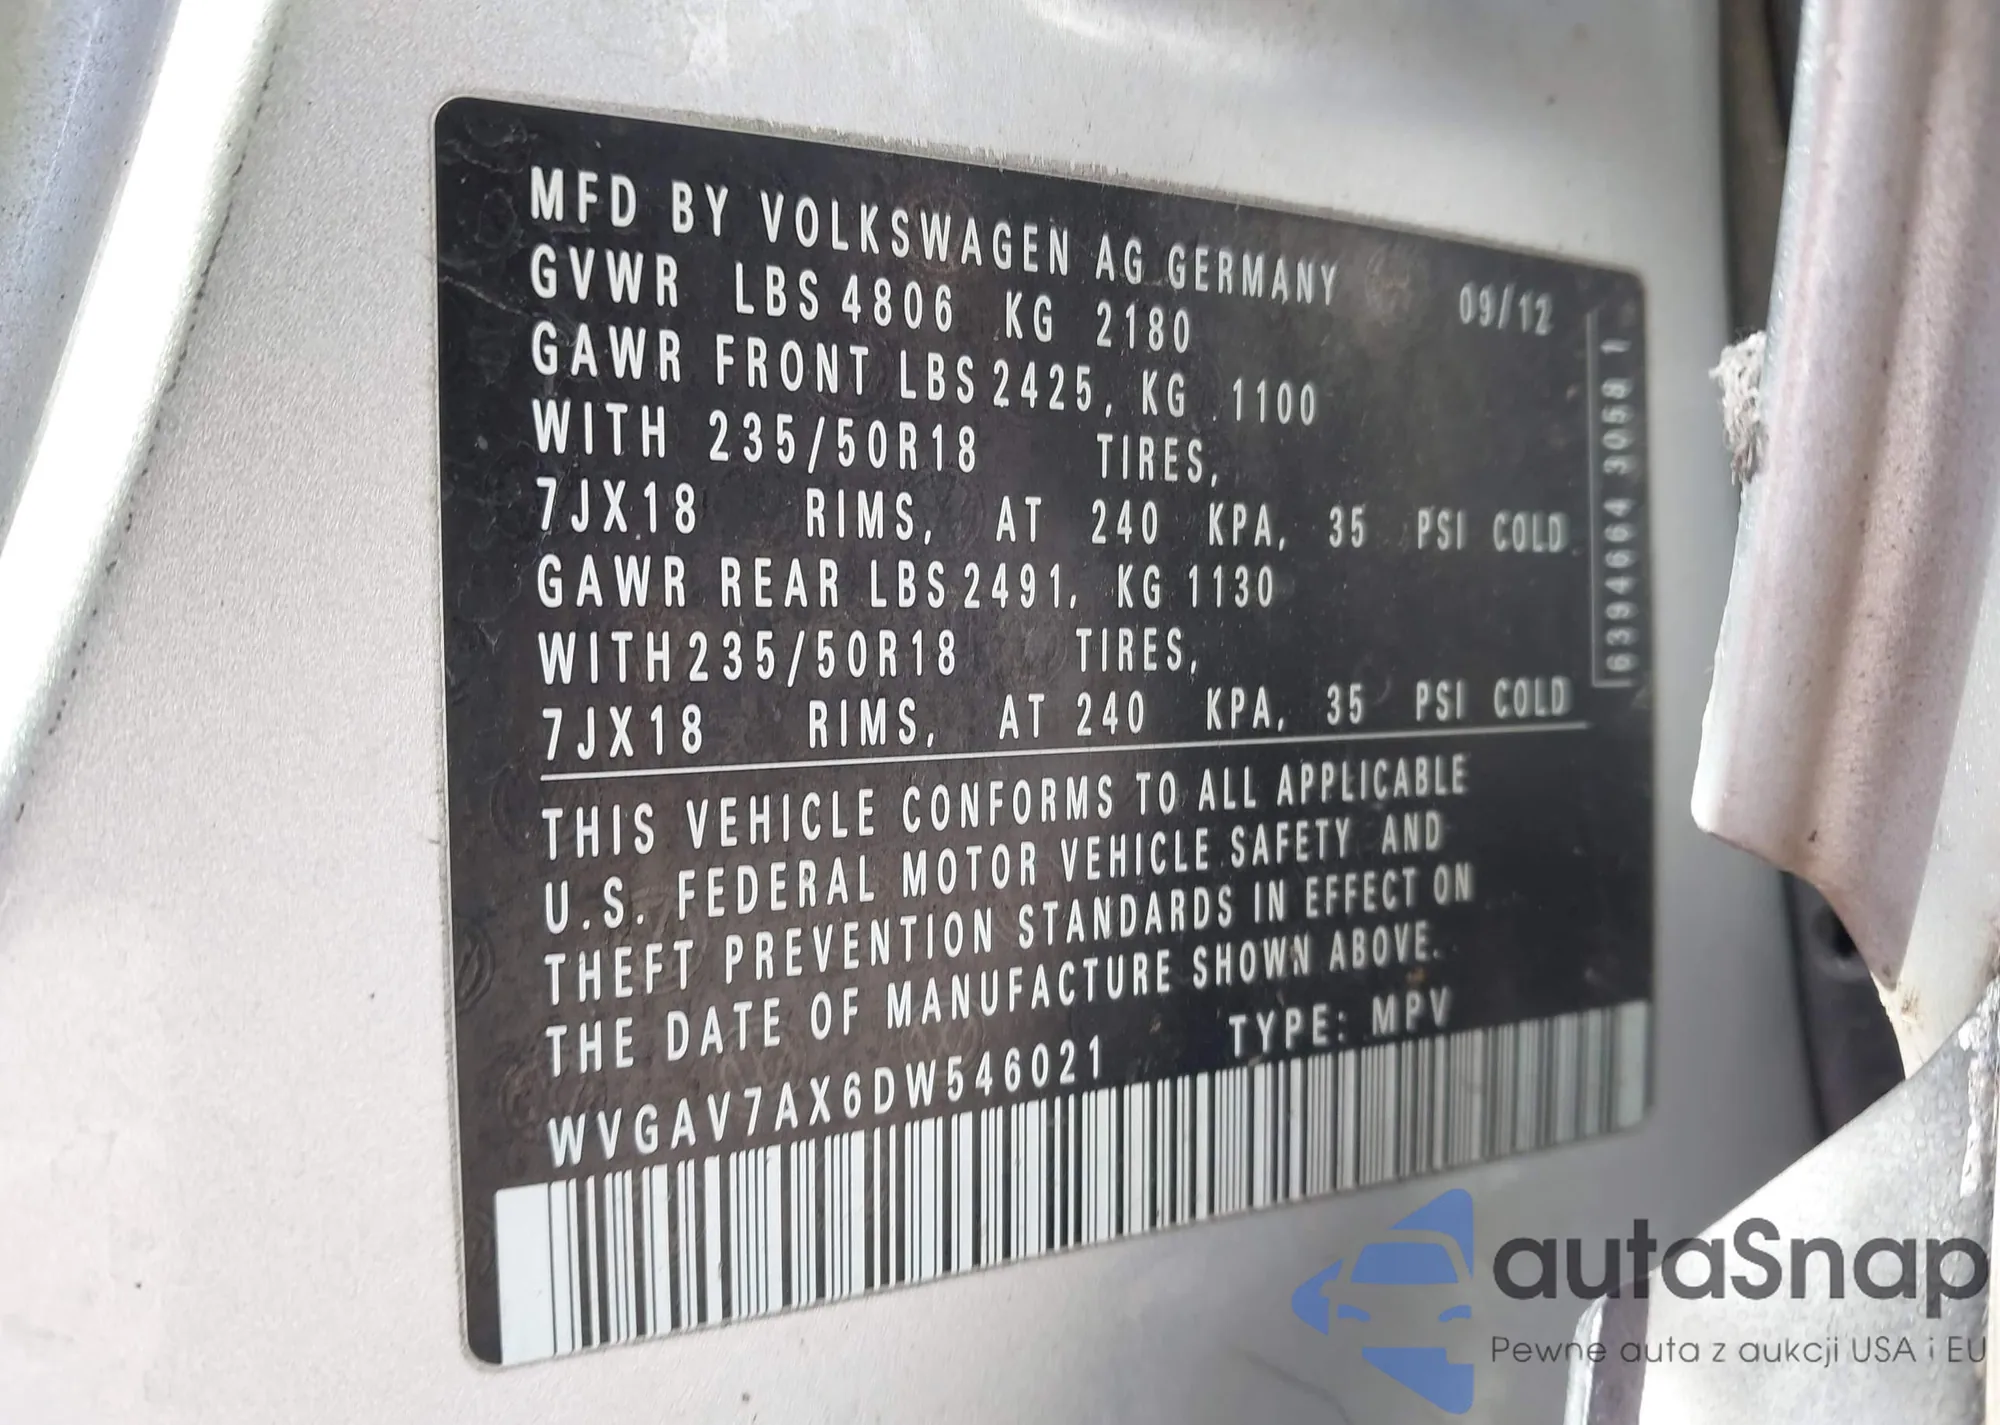 MFD BY VOLKSWAGEN AG GERMANY
09/12
GVWR LBS 4806 KG 2180
GAWR FRONT LBS 2425, KG 1100
WITH 235/50R18 TIRES,
7JX18 RIMS, AT 240 KPA, 35 PSI COLD
GAWR REAR LBS 2491, KG 1130
WITH 235/50R18 TIRES,
7JX18 RIMS, AT 240 KPA, 35 PSI COLD
6394664 3058 1
THIS VEHICLE CONFORMS TO ALL APPLICABLE
U.S. FEDERAL MOTOR VEHICLE SAFETY AND
THEFT PREVENTION STANDARDS IN EFFECT ON
THE DATE OF MANUFACTURE SHOWN ABOVE.
WVGAV7AX6DW546021 TYPE: MPV
autaSnap
Pewne auta z aukcji USA i EU